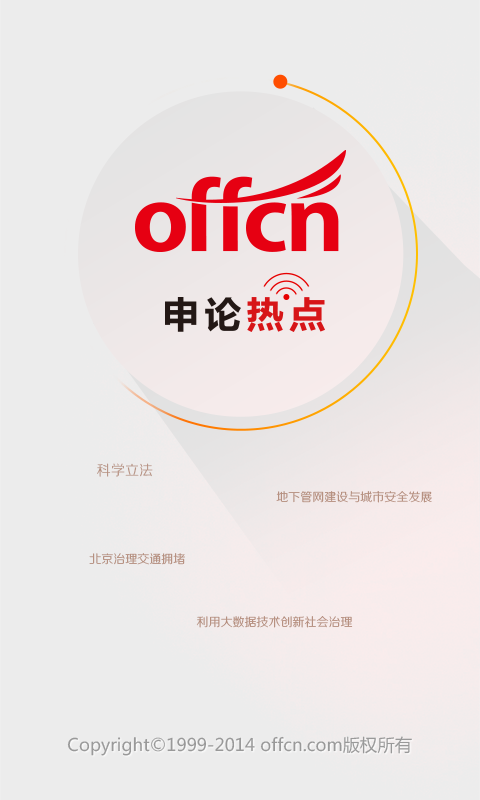 offcn
申论热点
科学立法
地下管网建设与城市安全发展
北京治理交通拥堵
利用大数据技术创新社会治理
Copyright©1999-2014 offcn.com版权所有